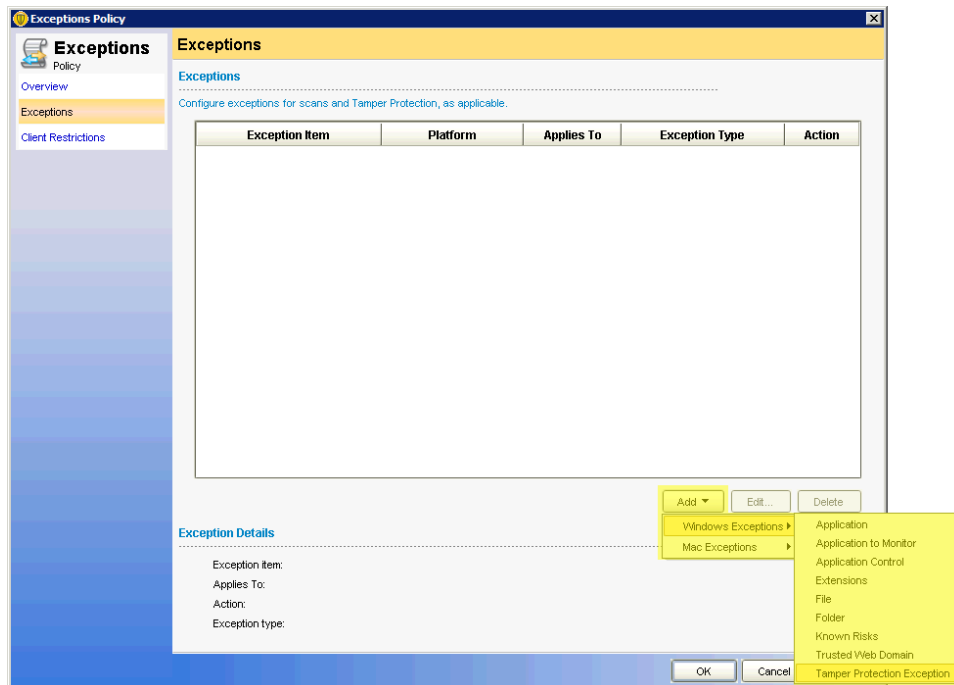 Exceptions Policy
Exceptions
Policy
Overview
Exceptions
Client Restrictions
Exceptions
Exceptions
Configure exceptions for scans and Tamper Protection, as applicable.
Exception Item Platform Applies To Exception Type Action
Add Edit... Delete
Windows Exceptions
Mac Exceptions
Application
Application to Monitor
Application Control
Extensions
File
Folder
Known Risks
Trusted Web Domain
Tamper Protection Exception
Exception Details
Exception item:
Applies To:
Action:
Exception type:
OK Cancel